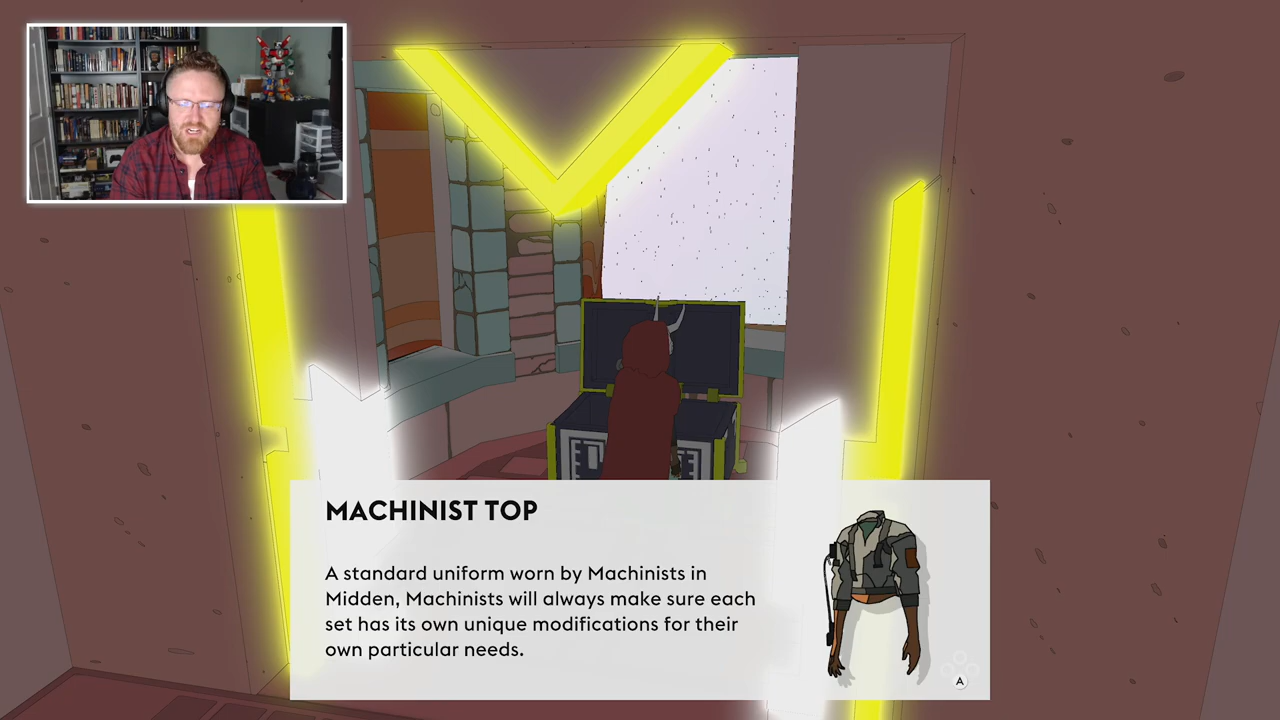 MACHINIST TOP
A standard uniform worn by Machinists in
Midden, Machinists will always make sure each
set has its own unique modifications for their
own particular needs.
A